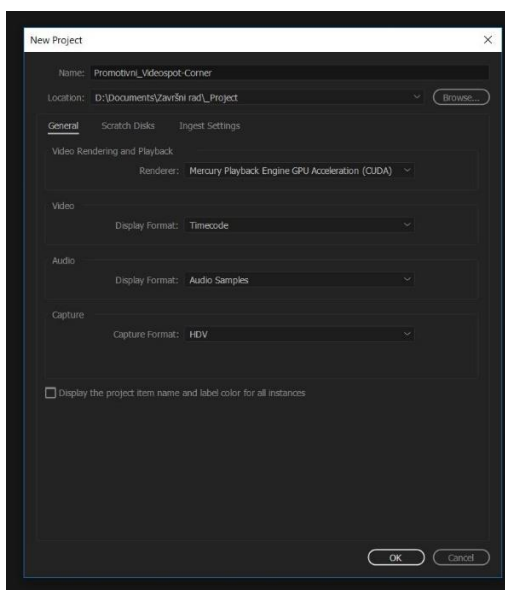 New Project
Name: Promotivni_Videospot-Corner
Location: D:\Documents\Završni rad\_Project
Browse...
General Scratch Disks Ingest Settings
Video Rendering and Playback
Renderer: Mercury Playback Engine GPU Acceleration (CUDA)
Video
Display Format: Timecode
Audio
Display Format: Audio Samples
Capture
Capture Format: HDV
Display the project item name and label color for all instances
OK Cancel